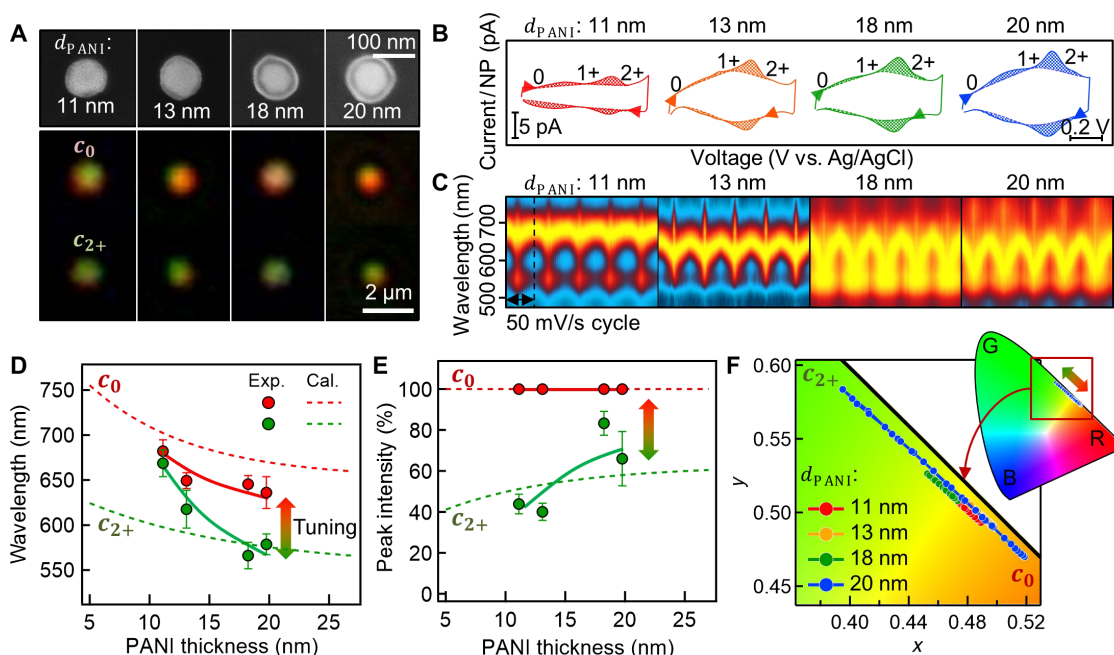 A
d_PANI:
100 nm
11 nm
13 nm
18 nm
20 nm
c₀
c₂₊
2 µm
B
d_PANI: 11 nm
13 nm
18 nm
20 nm
Current/NP (pA)
0
1+
2+
0
1+
2+
0
1+
2+
0
1+
2+
5 pA
0.2 V
Voltage (V vs. Ag/AgCl)
C
d_PANI: 11 nm
13 nm
18 nm
20 nm
Wavelength (nm)
700
600
500
50 mV/s cycle
D
Wavelength (nm)
750
700
650
600
550
c₀
Exp.
Cal.
c₂₊
Tuning
5
10
15
20
25
PANI thickness (nm)
E
Peak intensity (%)
100
80
60
40
20
0
c₀
c₂₊
5
10
15
20
25
PANI thickness (nm)
F
y
0.60
0.55
0.50
0.45
c₂₊
G
R
B
d_PANI:
11 nm
13 nm
18 nm
20 nm
c₀
0.40
0.44
0.48
0.52
x